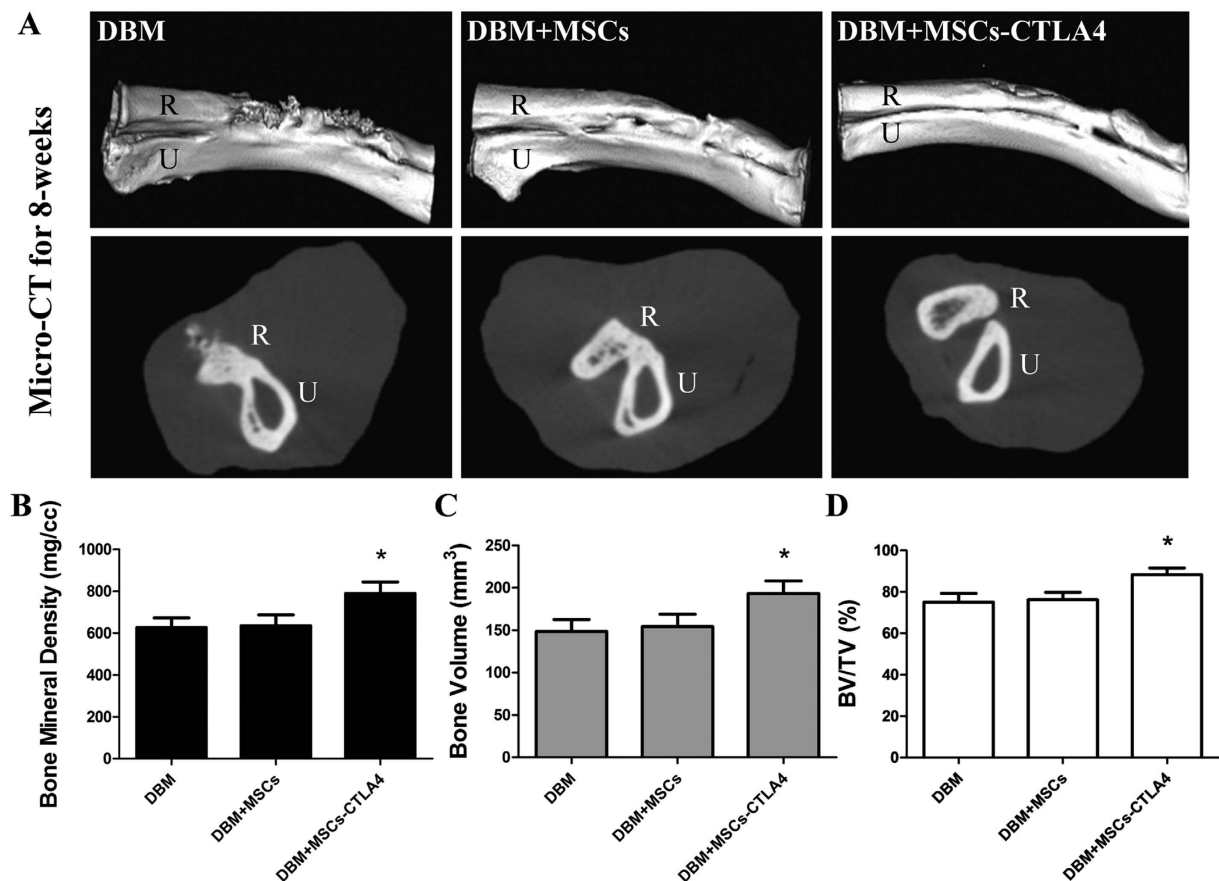 A
DBM
DBM+MSCs
DBM+MSCs-CTLA4
Micro-CT for 8-weeks
R
U
R
U
R
U
R
U
R
U
R
U
B
Bone Mineral Density (mg/cc)
1000
800
600
400
200
0
*
DBM
DBM+MSCs
DBM+MSCs-CTLA4
C
Bone Volume (mm³)
250
200
150
100
50
0
*
DBM
DBM+MSCs
DBM+MSCs-CTLA4
D
BV/TV (%)
100
80
60
40
20
0
*
DBM
DBM+MSCs
DBM+MSCs-CTLA4